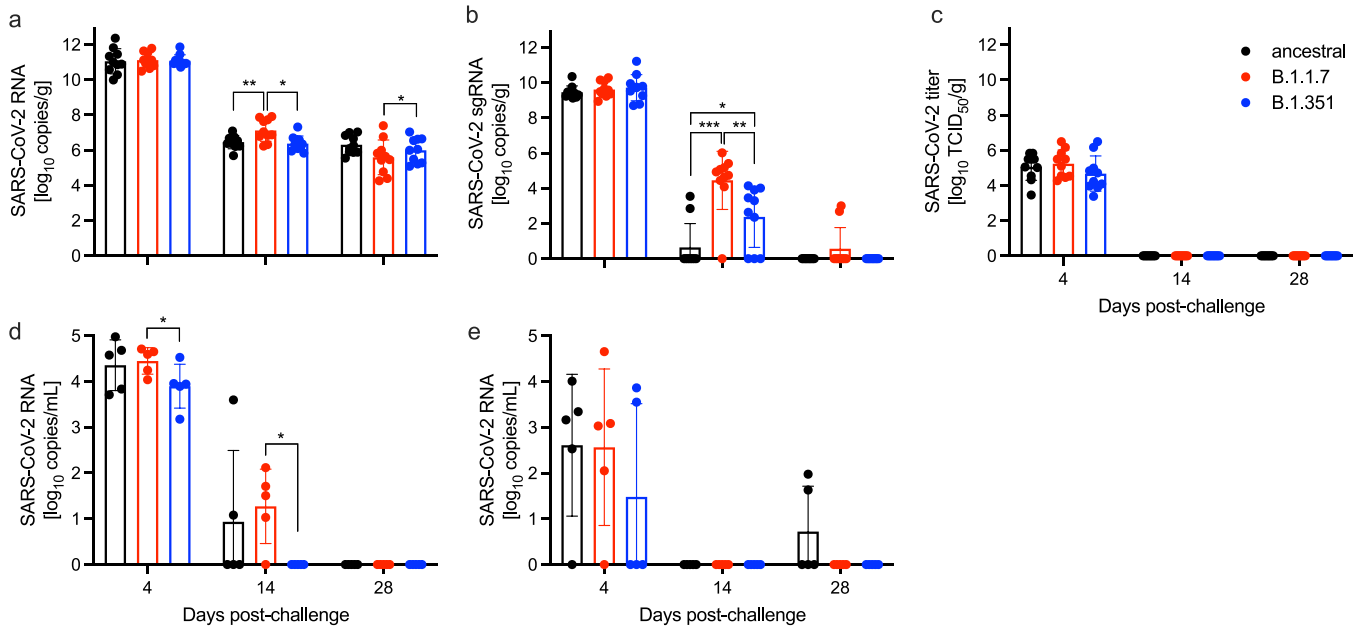 a
SARS-CoV-2 RNA
[log10 copies/g]
12
10
8
6
4
2
0
**
*
*
b
SARS-CoV-2 sgRNA
[log10 copies/g]
12
10
8
6
4
2
0
*
***
**
c
SARS-CoV-2 titer
[log10 TCID50/g]
12
10
8
6
4
2
0
4
14
28
Days post-challenge
ancestral
B.1.1.7
B.1.351
d
SARS-CoV-2 RNA
[log10 copies/mL]
5
4
3
2
1
0
*
*
4
14
28
Days post-challenge
e
SARS-CoV-2 RNA
[log10 copies/mL]
5
4
3
2
1
0
4
14
28
Days post-challenge